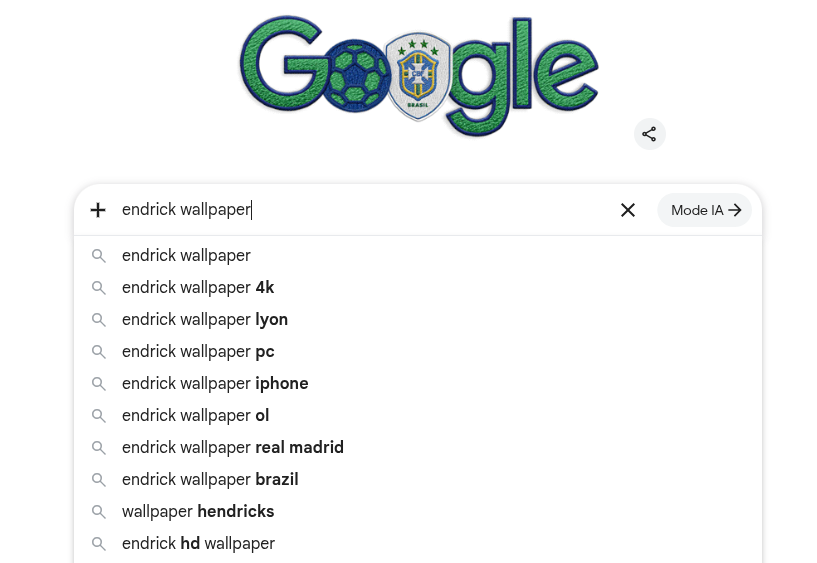 Google
CBF
BRASIL
endrick wallpaper
Mode IA
endrick wallpaper
endrick wallpaper 4k
endrick wallpaper lyon
endrick wallpaper pc
endrick wallpaper iphone
endrick wallpaper ol
endrick wallpaper real madrid
endrick wallpaper brazil
wallpaper hendricks
endrick hd wallpaper